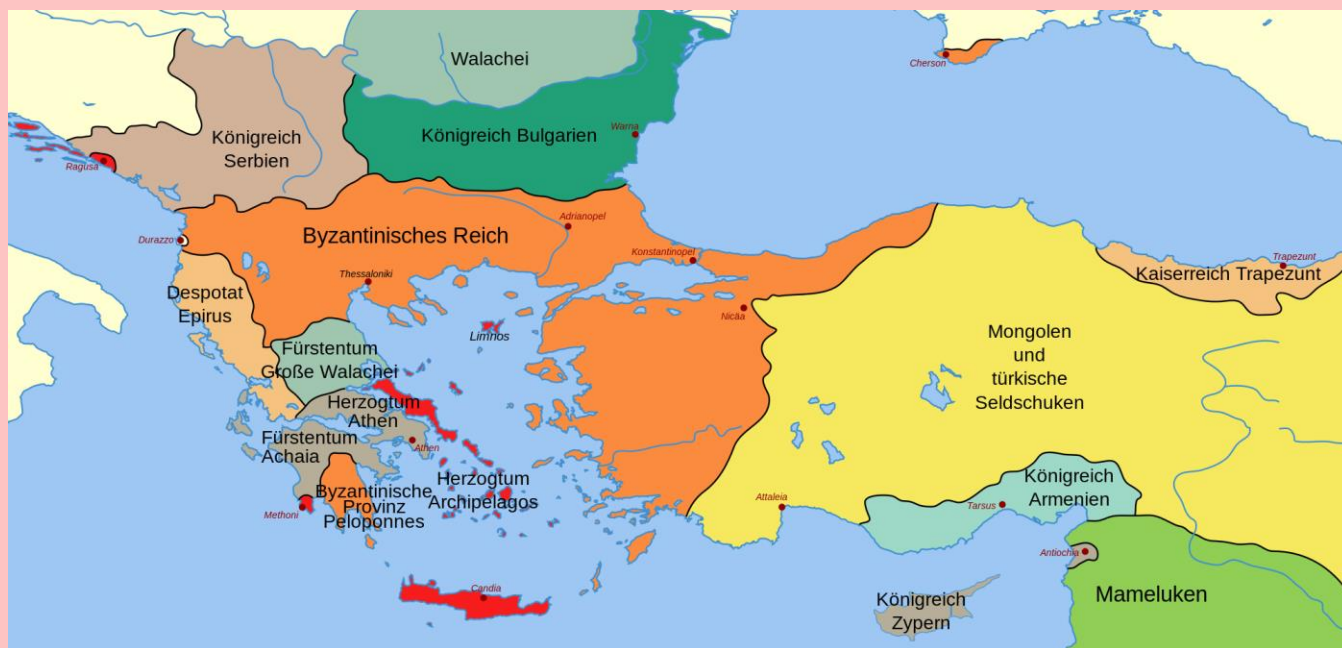 Walachei
Cherson
Königreich Bulgarien
Warna
Königreich
Serbien
Ragusa
Adrianopel
Byzantinisches Reich
Durazzo
Konstantinopel
Trapezunt
Kaiserreich Trapezunt
Thessaloniki
Despotat
Epirus
Nicäa
Limnos
Mongolen
und
türkische
Seldschuken
Fürstentum
Große Walachei
Herzogtum
Athen
Fürstentum
Achaia
Athen
Herzogtum
Archipelagos
Byzantinische
Provinz
Peloponnes
Methoni
Attaleia
Königreich
Armenien
Tarsus
Antiochia
Candia
Königreich
Zypern
Mameluken